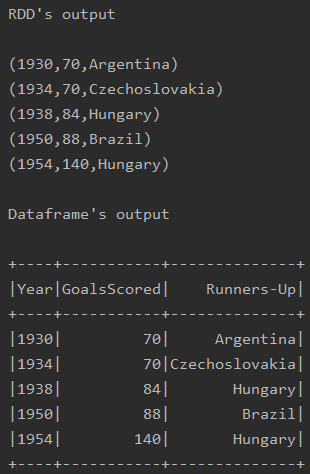 RDD's output
(1930,70,Argentina)
(1934,70,Czechoslovakia)
(1938,84,Hungary)
(1950,88,Brazil)
(1954,140,Hungary)
Dataframe's output
+----+-----------+--------------+
|Year|GoalsScored|    Runners-Up|
+----+-----------+--------------+
|1930|         70|     Argentina|
|1934|         70|Czechoslovakia|
|1938|         84|       Hungary|
|1950|         88|        Brazil|
|1954|        140|       Hungary|
+----+-----------+--------------+